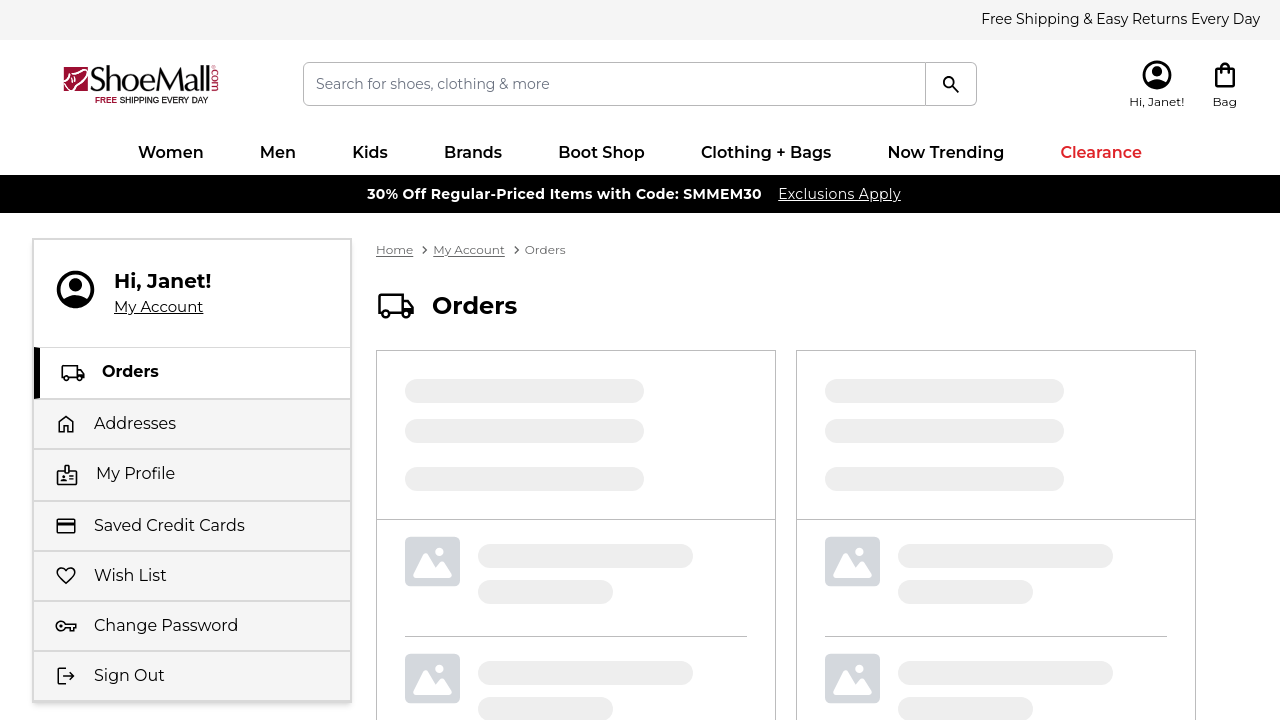 Free Shipping & Easy Returns Every Day
ShoeMall.com
FREE SHIPPING EVERY DAY
Search for shoes, clothing & more
Hi, Janet!
Bag
Women
Men
Kids
Brands
Boot Shop
Clothing + Bags
Now Trending
Clearance
30% Off Regular-Priced Items with Code: SMMEM30 Exclusions Apply
Hi, Janet!
My Account
Orders
Addresses
My Profile
Saved Credit Cards
Wish List
Change Password
Sign Out
Home > My Account > Orders
Orders